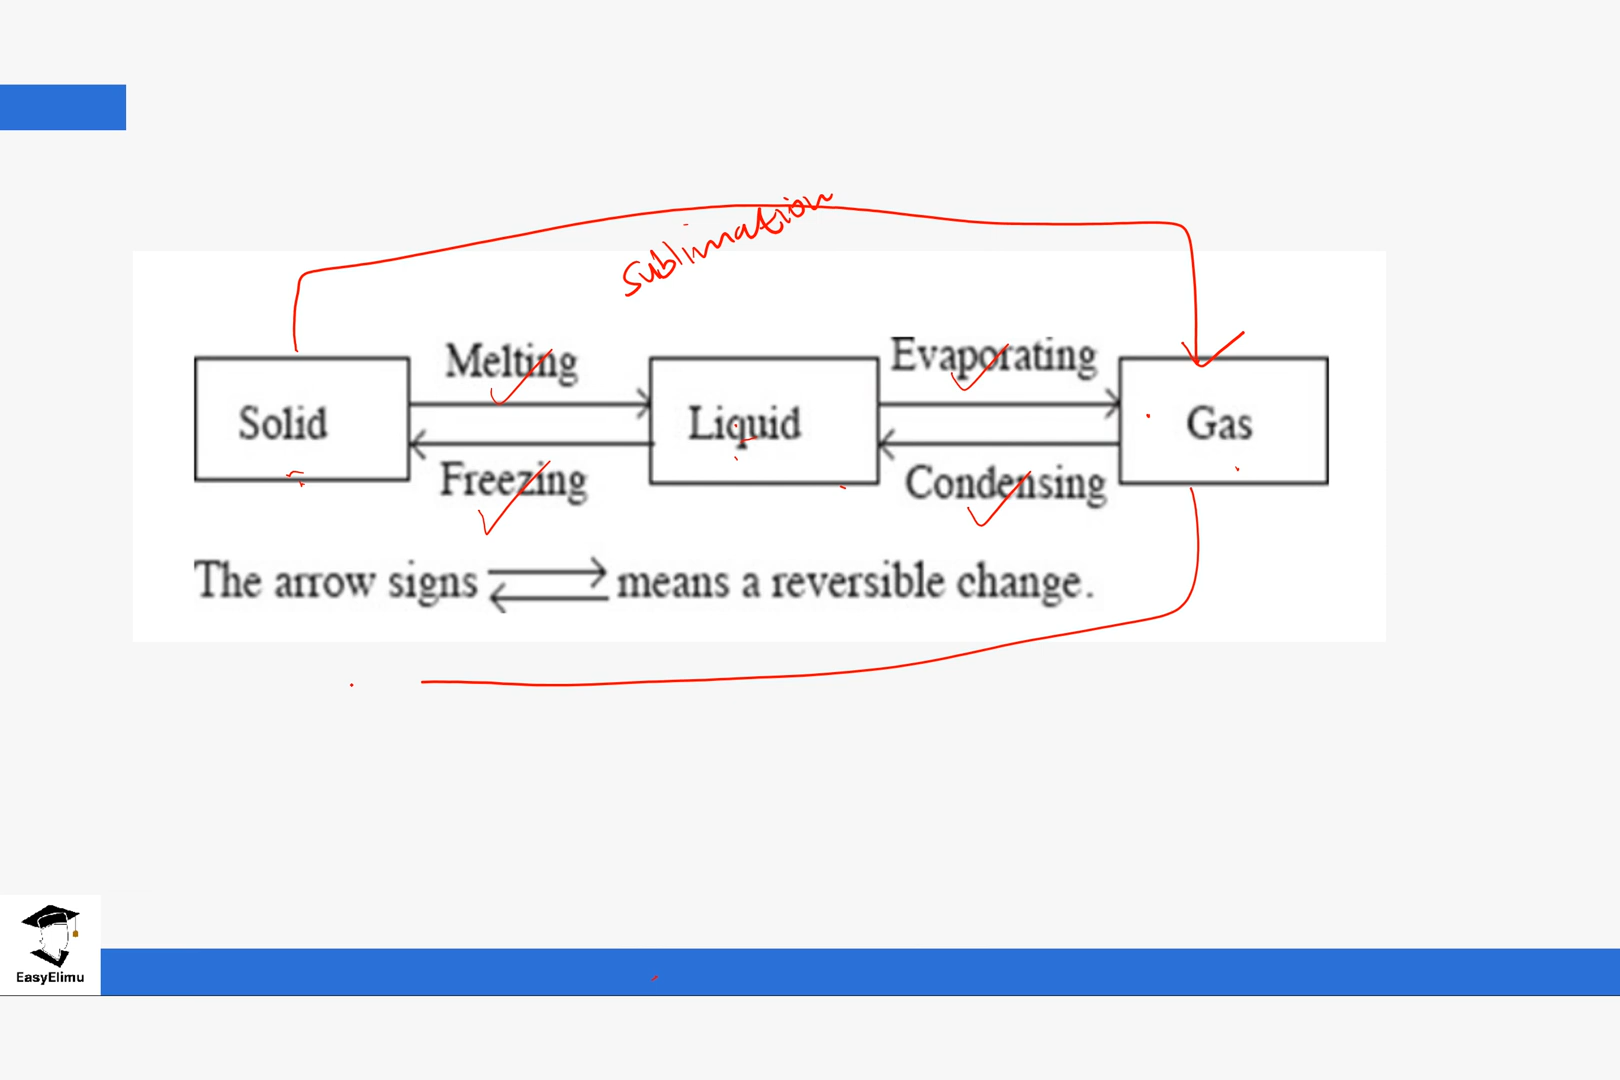 sublimation
Melting
Evaporating
Solid
Liquid
Gas
Freezing
Condensing
The arrow signs means a reversible change.
EasyElimu